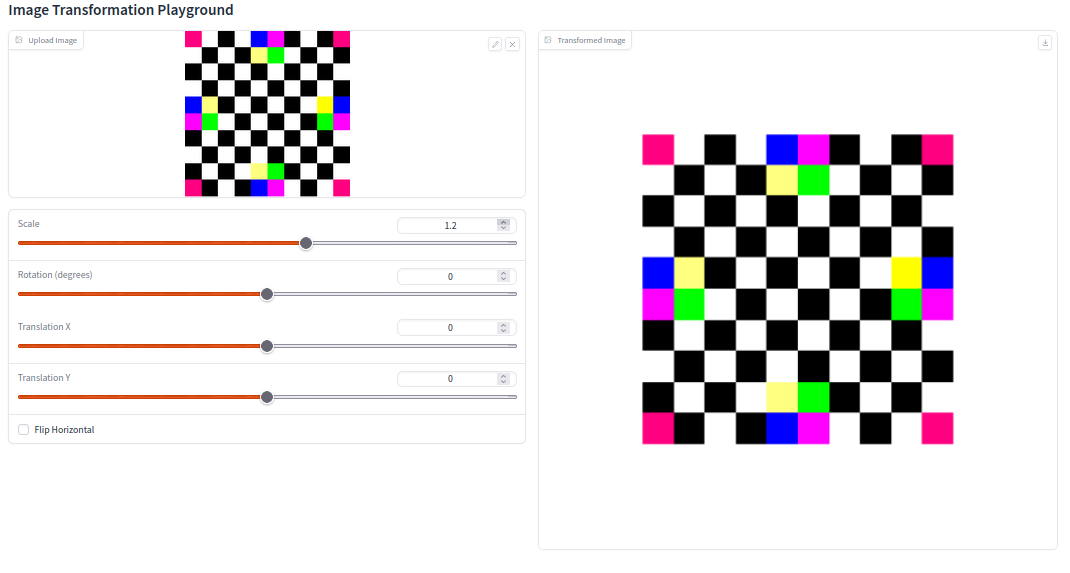 Image Transformation Playground
Upload Image
Transformed Image
Scale
1.2
Rotation (degrees)
0
Translation X
0
Translation Y
0
Flip Horizontal